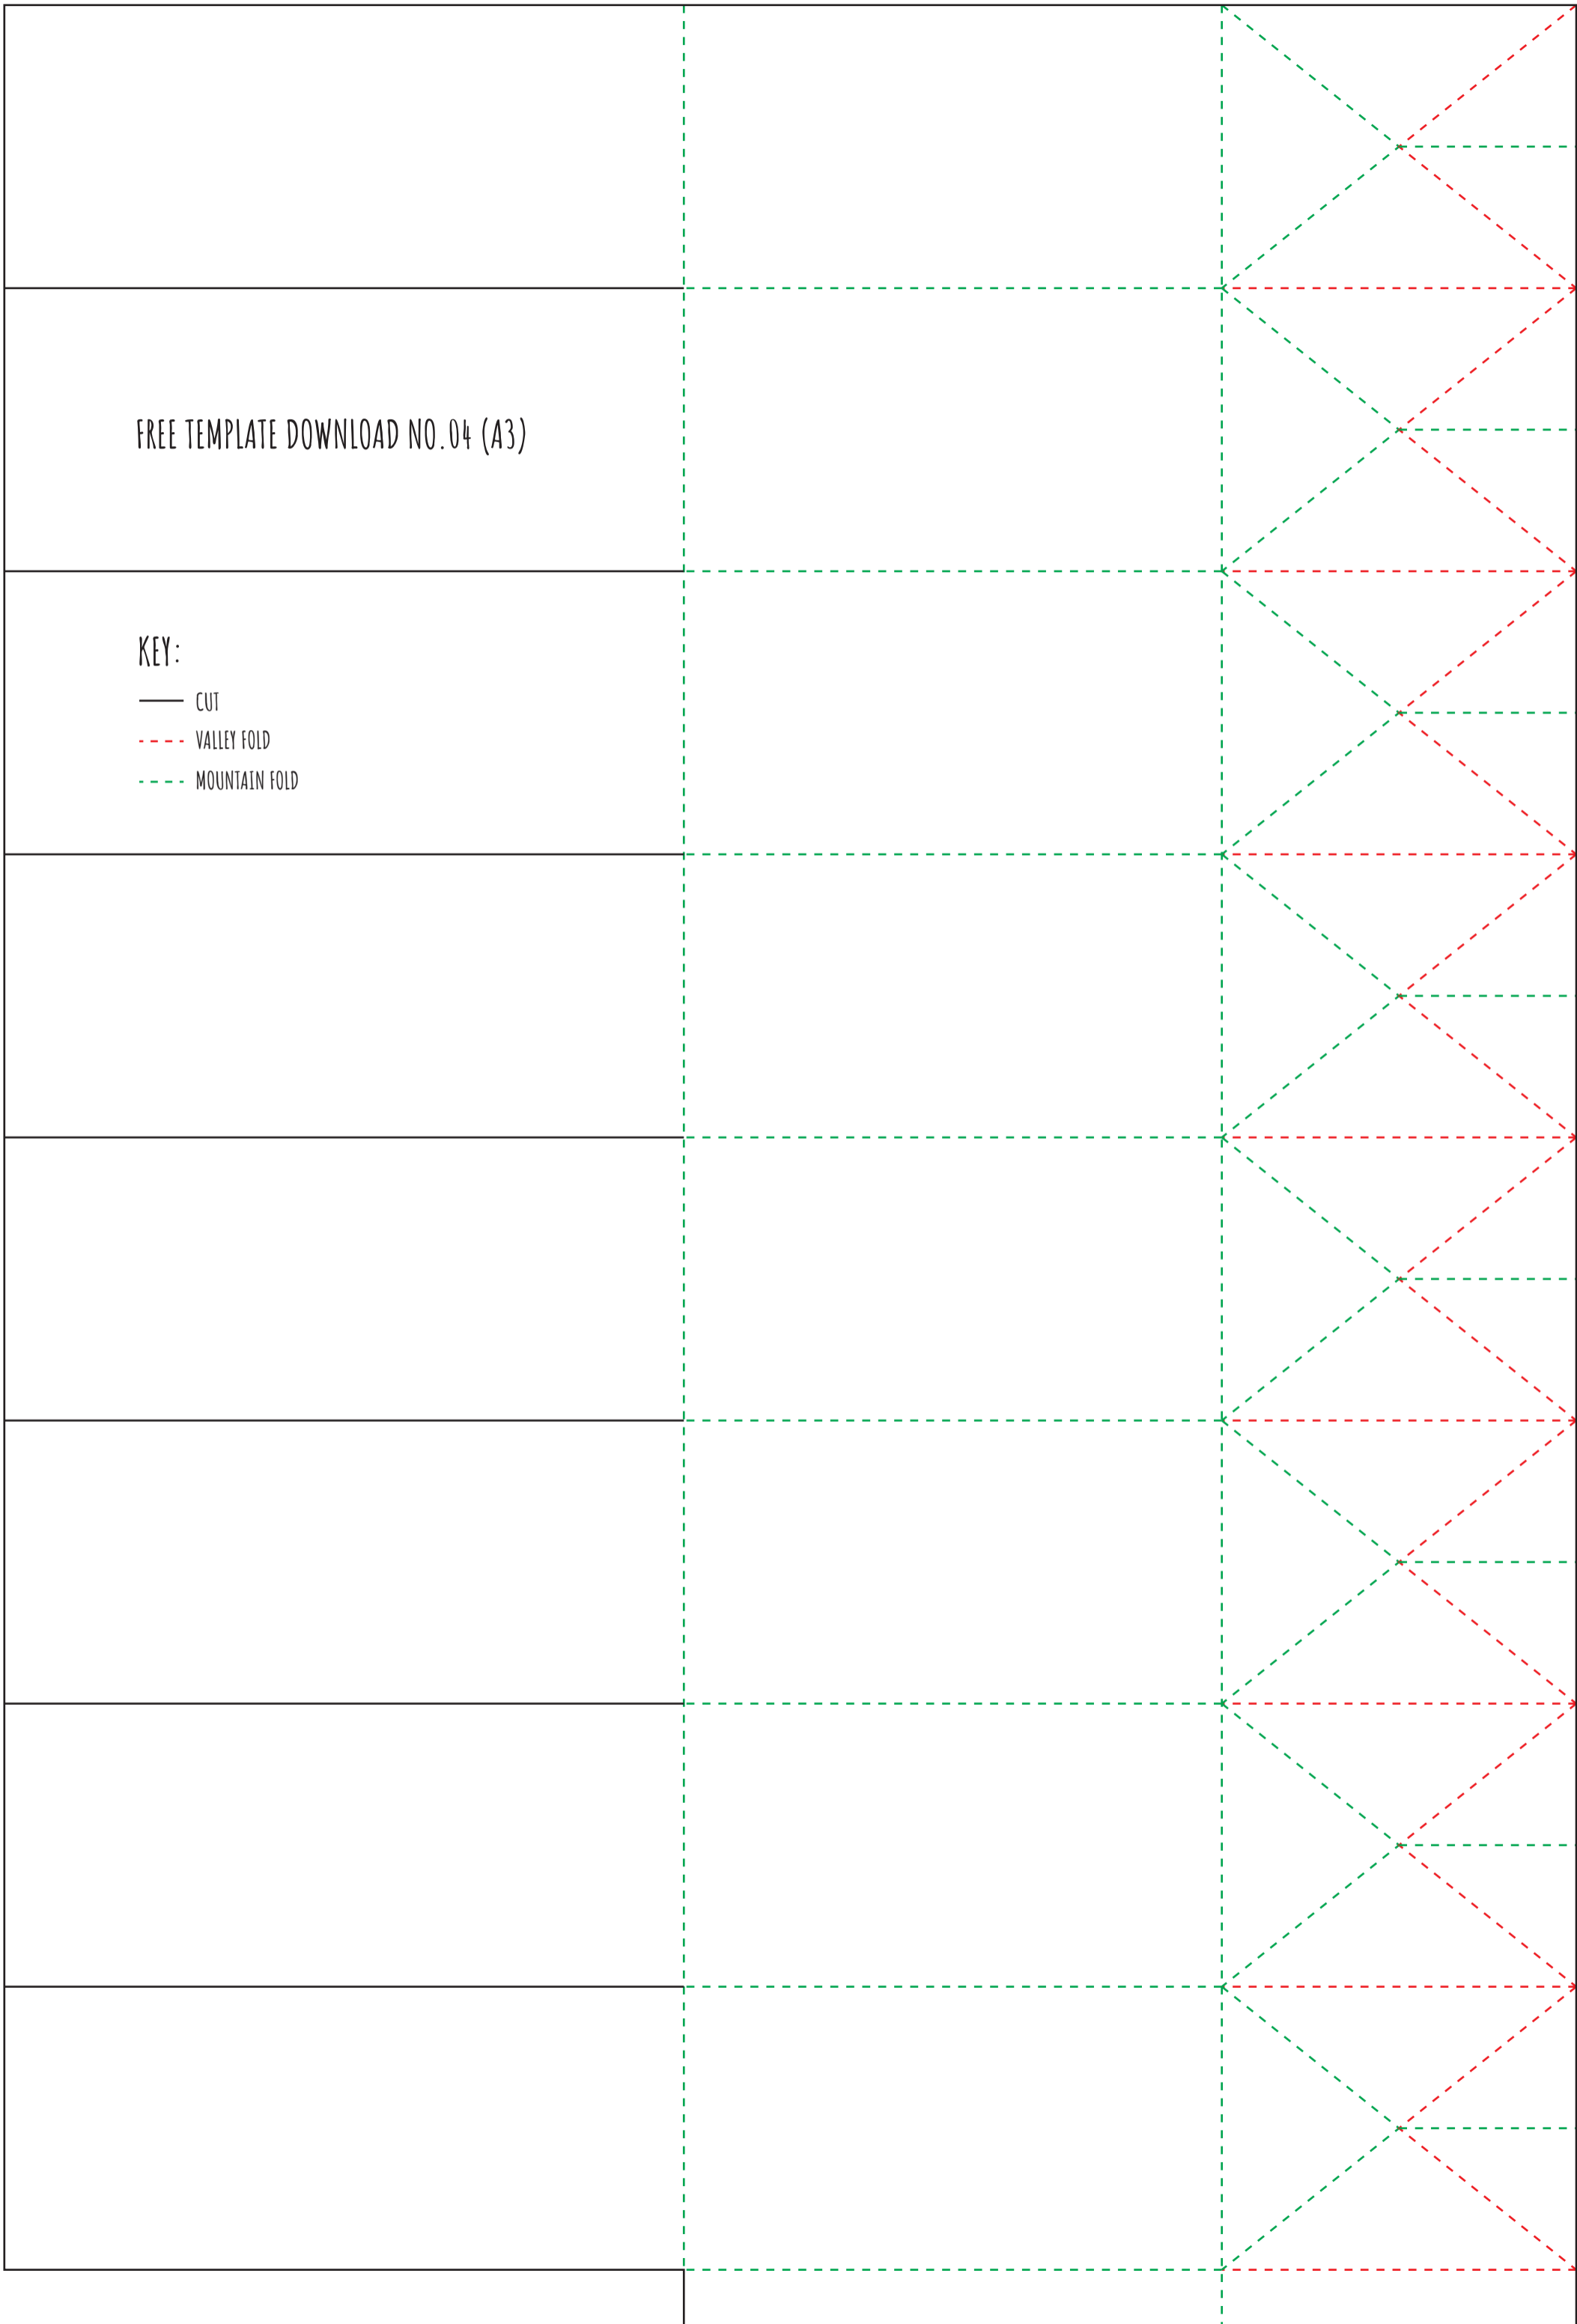 FREE TEMPLATE DOWNLOAD NO.04 (A3)
KEY:
CUT
VALLEY FOLD
MOUNTAIN FOLD